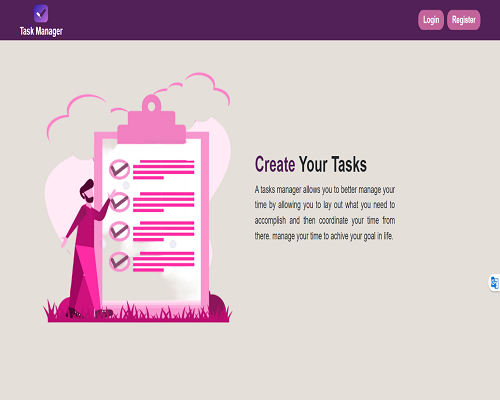 Task Manager
Login
Register
Create Your Tasks
A tasks manager allows you to better manage your
time by allowing you to lay out what you need to
accomplish and then coordinate your time from
there. manage your time to achive your goal in life.